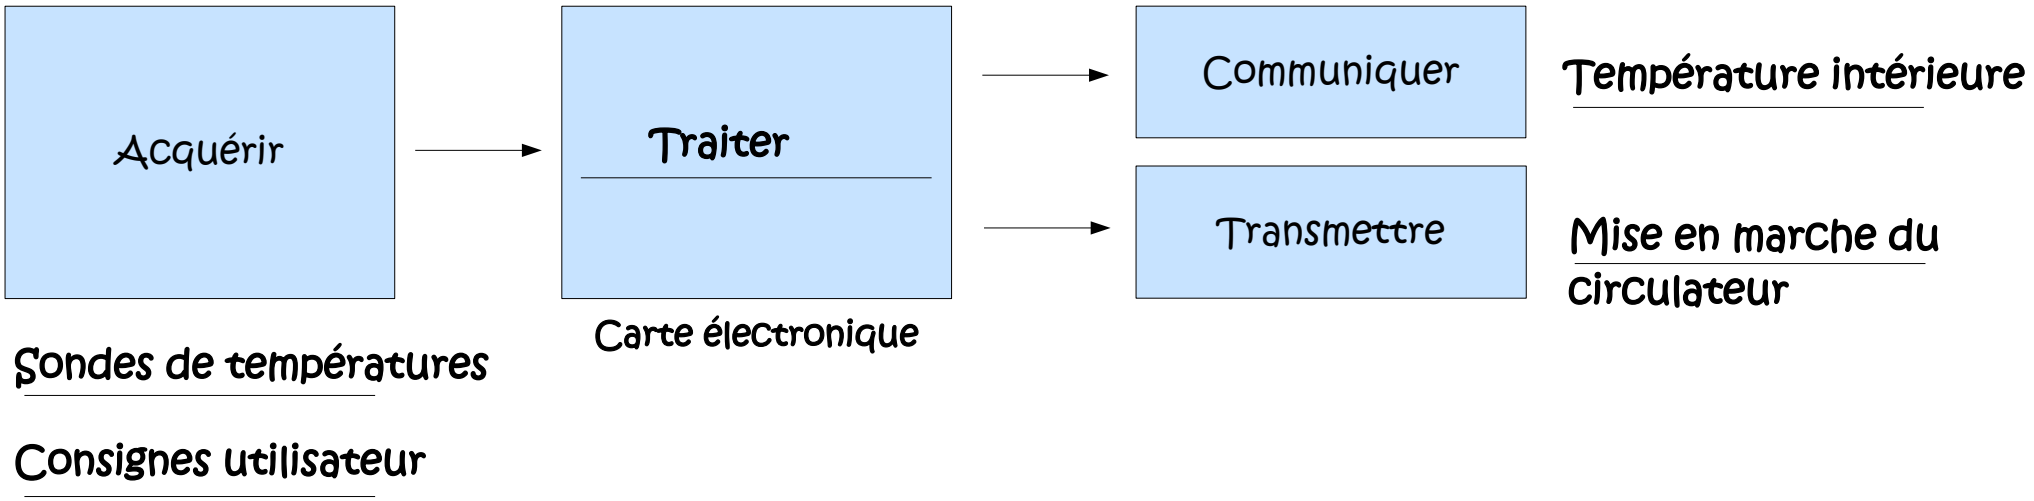 Acquérir
Traiter
Communiquer
Température intérieure
Transmettre
Mise en marche du
circulateur
Carte électronique
Sondes de températures
Consignes utilisateur